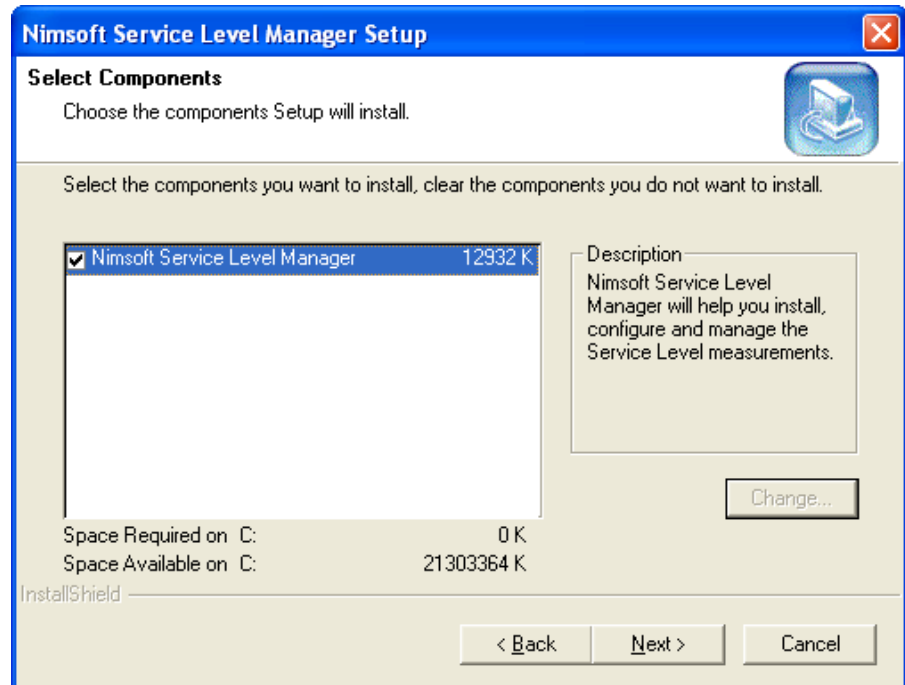 Nimsoft Service Level Manager Setup
Select Components
Choose the components Setup will install.
Select the components you want to install, clear the components you do not want to install.
Nimsoft Service Level Manager 12932 K
Description
Nimsoft Service Level
Manager will help you install,
configure and manage the
Service Level measurements.
Change...
Space Required on C: 0 K
Space Available on C: 21303364 K
InstallShield
< Back Next > Cancel